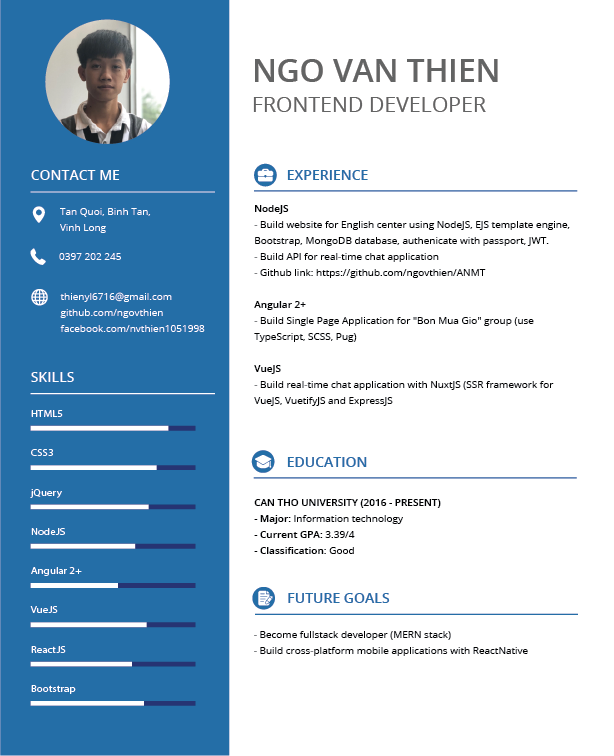 NGO VAN THIEN
FRONTEND DEVELOPER
CONTACT ME
Tan Quoi, Binh Tan,
Vinh Long
0397 202 245
thienyl6716@gmail.com
github.com/ngovthien
facebook.com/nvthien1051998
SKILLS
HTML5
CSS3
jQuery
NodeJS
Angular 2+
VueJS
ReactJS
Bootstrap
EXPERIENCE
NodeJS
- Build website for English center using NodeJS, EJS template engine,
Bootstrap, MongoDB database, authenicate with passport, JWT.
- Build API for real-time chat application
- Github link: https://github.com/ngovthien/ANMT
Angular 2+
- Build Single Page Application for "Bon Mua Gio" group (use
TypeScript, SCSS, Pug)
VueJS
- Build real-time chat application with NuxtJS (SSR framework for
VueJS, VuetifyJS and ExpressJS
EDUCATION
CAN THO UNIVERSITY (2016 - PRESENT)
- Major: Information technology
- Current GPA: 3.39/4
- Classification: Good
FUTURE GOALS
- Become fullstack developer (MERN stack)
- Build cross-platform mobile applications with ReactNative